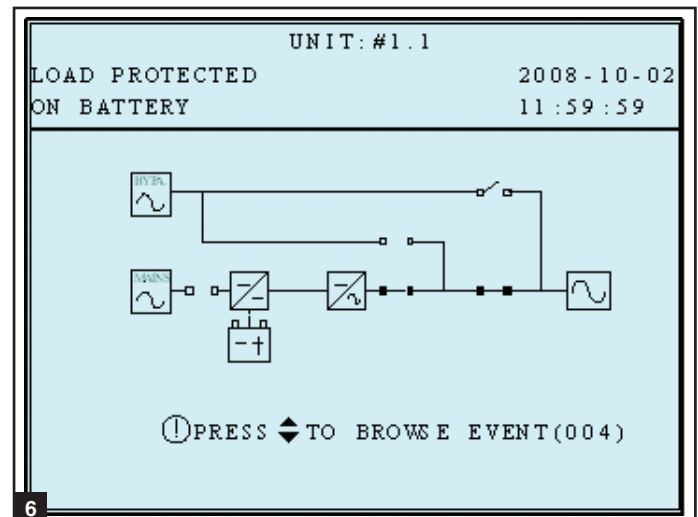 UNIT:#1.1
LOAD PROTECTED 2008-10-02
ON BATTERY 11:59:59
BYPA.
MAINS
PRESS TO BROWSE EVENT(004)
6